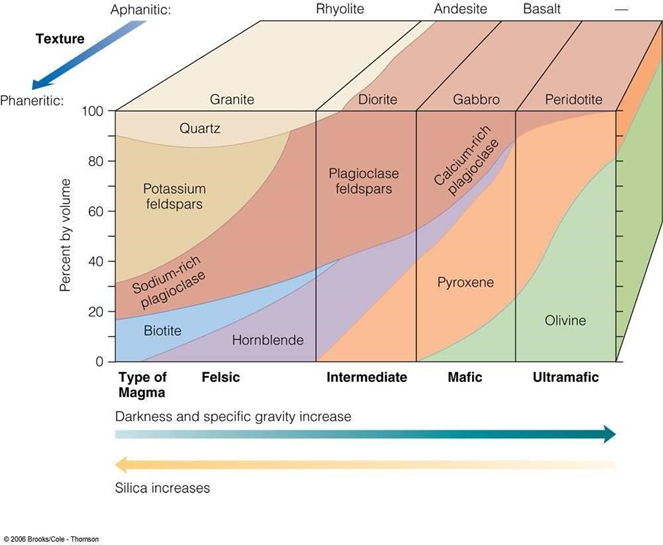 Aphanitic:
Rhyolite
Andesite
Basalt
—
Texture
Phaneritic:
Granite
Diorite
Gabbro
Peridotite
100
80
60
40
20
0
Percent by volume
Quartz
Potassium
feldspars
Sodium-rich
plagioclase
Biotite
Hornblende
Plagioclase
feldspars
Calcium-rich
plagioclase
Pyroxene
Olivine
Type of
Magma
Felsic
Intermediate
Mafic
Ultramafic
Darkness and specific gravity increase
Silica increases
© 2006 Brooks/Cole - Thomson